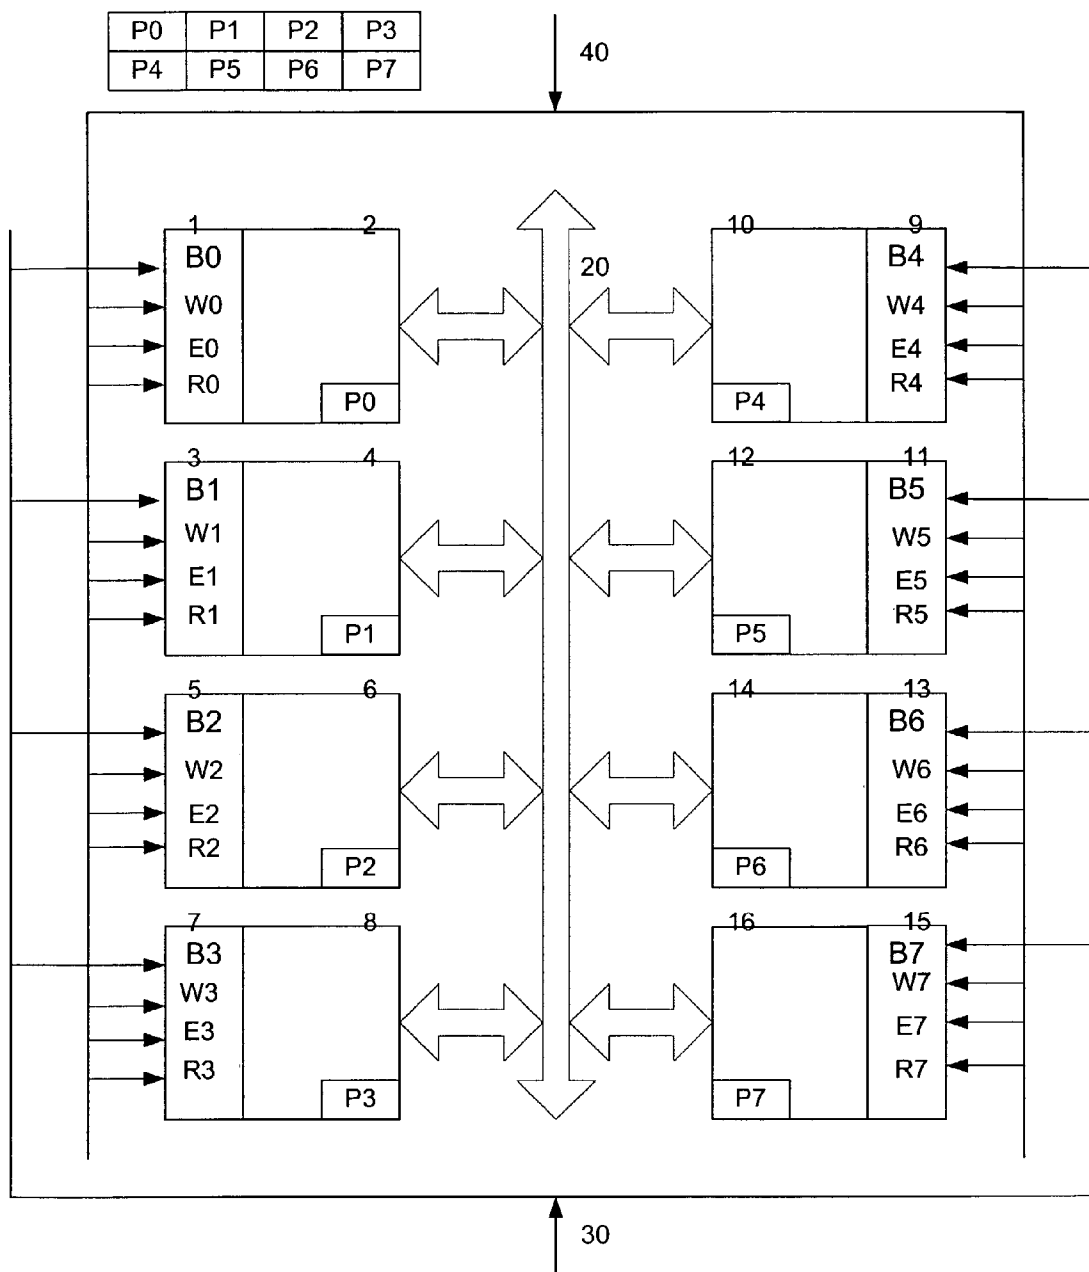 P0 P1 P2 P3
P4 P5 P6 P7
40
1 2 10 9
B0 B4
20
W0 W4
E0 E4
R0 R4
P0 P4
3 4 12 11
B1 B5
W1 W5
E1 E5
R1 R5
P1 P5
5 6 14 13
B2 B6
W2 W6
E2 E6
R2 R6
P2 P6
7 8 16 15
B3 B7
W3 W7
E3 E7
R3 R7
P3 P7
30